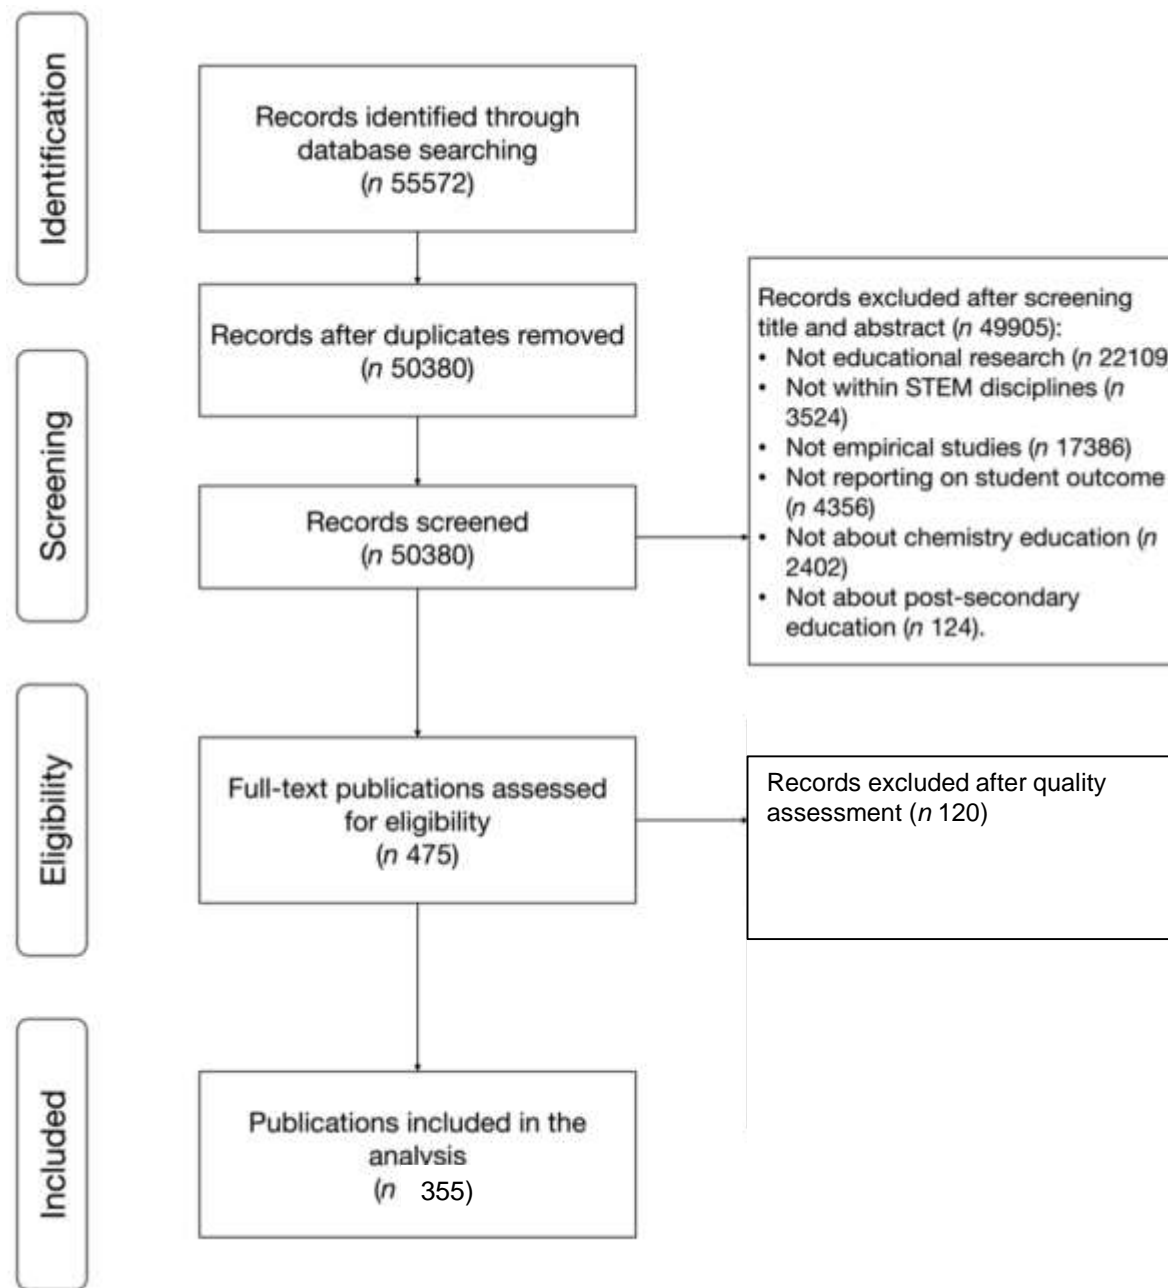 Identification
Records identified through
database searching
(n 55572)
Records after duplicates removed
(n 50380)
Screening
Records screened
(n 50380)
Records excluded after screening
title and abstract (n 49905):
• Not educational research (n 22109)
• Not within STEM disciplines (n
3524)
• Not empirical studies (n 17386)
• Not reporting on student outcome
(n 4356)
• Not about chemistry education (n
2402)
• Not about post-secondary
education (n 124).
Eligibility
Full-text publications assessed
for eligibility
(n 475)
Records excluded after quality
assessment (n 120)
Included
Publications included in the
analysis
(n 355)